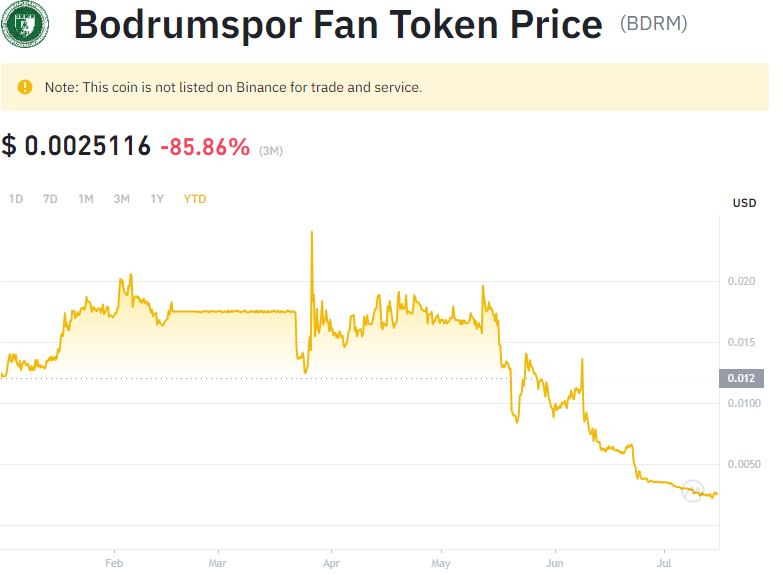 Bodrumspor Fan Token Price (BDRM)
Note: This coin is not listed on Binance for trade and service.
$ 0.0025116 -85.86% (3M)
1D 7D 1M 3M 1Y YTD
USD
0.020
0.015
0.012
0.0100
0.0050
Feb Mar Apr May Jun Jul